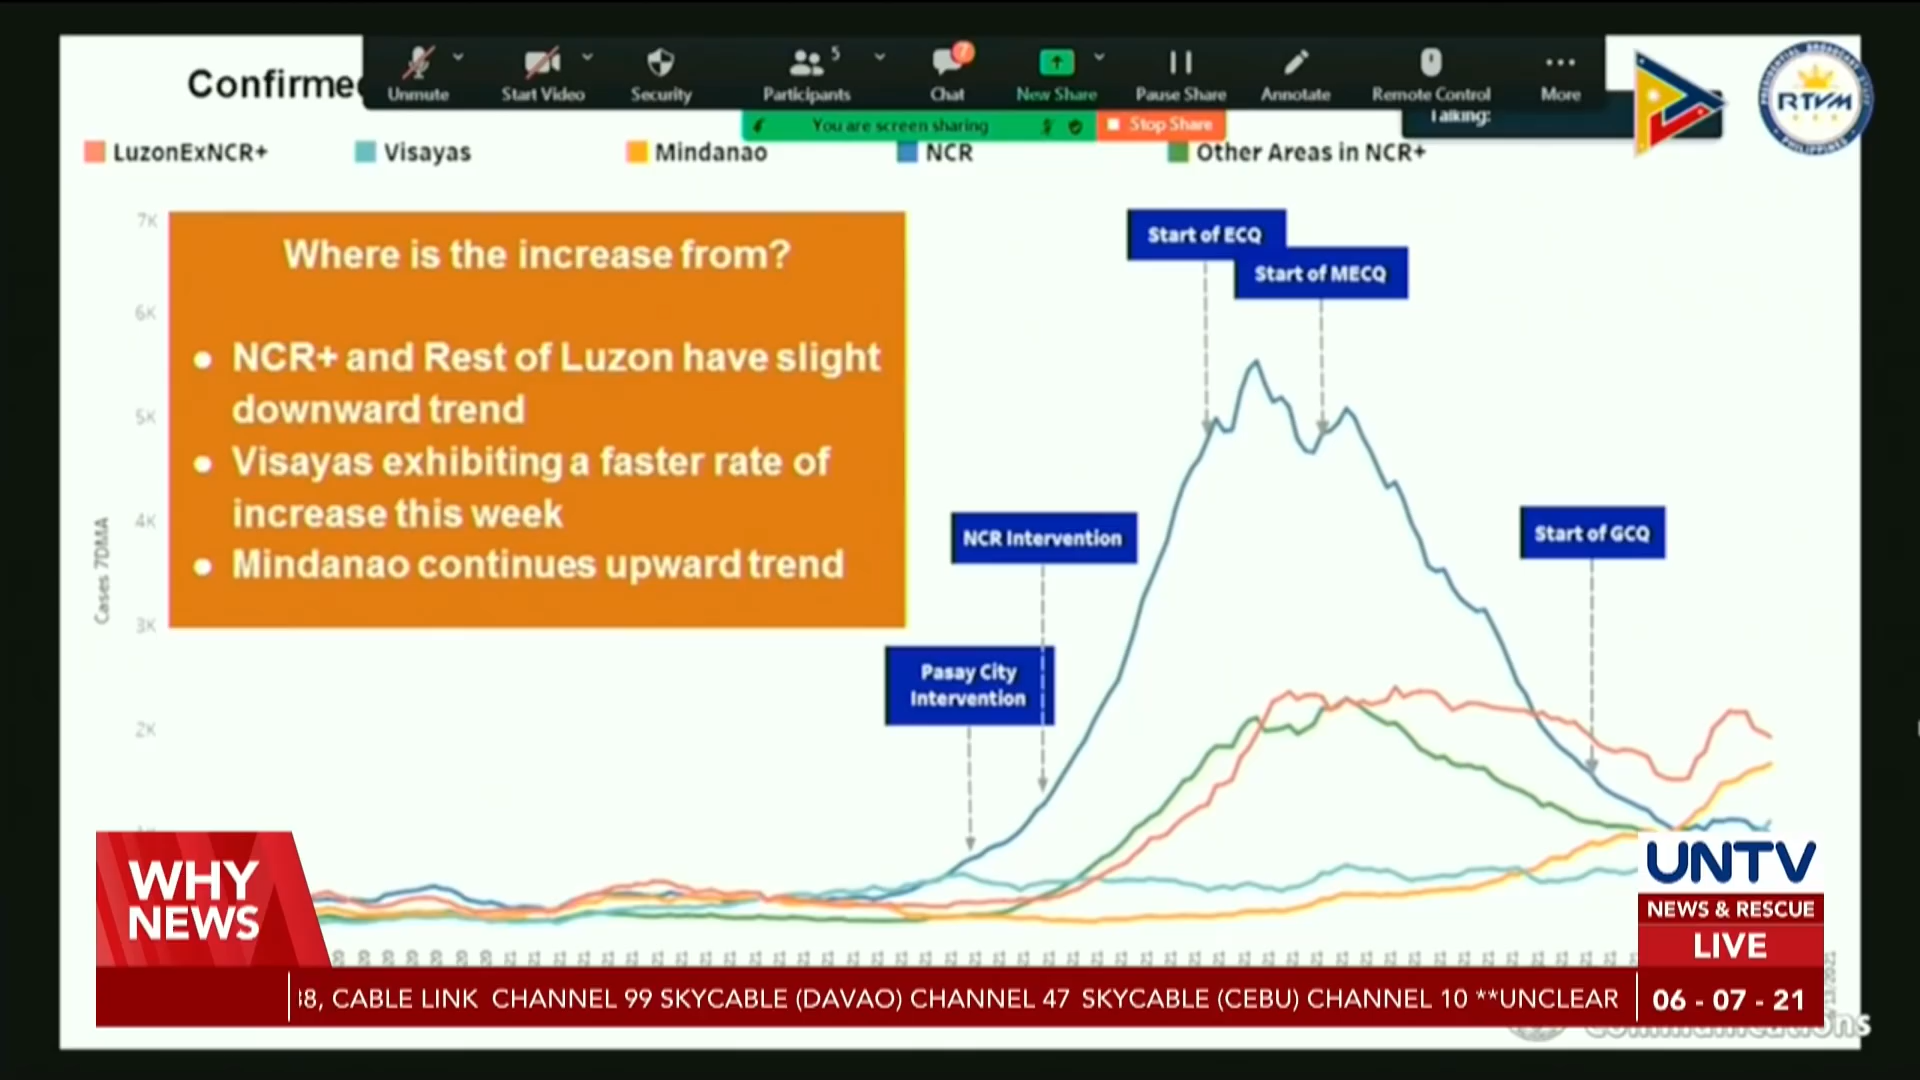 Confirmed
Unmute
Start Video
Security
5
Participants
7
Chat
New Share
Pause Share
Annotate
Remote Control
More
You are screen sharing
Stop Share
Talking:
RTVM
PHILIPPINES
LuzonExNCR+
Visayas
Mindanao
NCR
Other Areas in NCR+
7K
6K
5K
4K
3K
2K
Cases 7DMA
Where is the increase from?
● NCR+ and Rest of Luzon have slight
downward trend
● Visayas exhibiting a faster rate of
increase this week
● Mindanao continues upward trend
Start of ECQ
Start of MECQ
NCR Intervention
Start of GCQ
Pasay City
Intervention
WHY
NEWS
UNTV
NEWS & RESCUE
LIVE
8, CABLE LINK CHANNEL 99 SKYCABLE (DAVAO) CHANNEL 47 SKYCABLE (CEBU) CHANNEL 10 **UNCLEAR
06 - 07 - 21
Communications